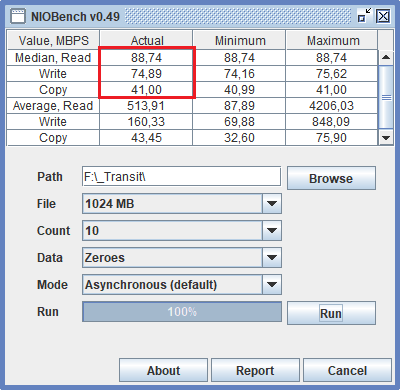 NIOBench v0.49
Value, MBPS Actual Minimum Maximum
Median, Read 88,74 88,74 88,74
Write 74,89 74,16 75,62
Copy 41,00 40,99 41,00
Average, Read 513,91 87,89 4206,03
Write 160,33 69,88 848,09
Copy 43,45 32,60 75,90
Path F:\_Transit\ Browse
File 1024 MB
Count 10
Data Zeroes
Mode Asynchronous (default)
Run 100% Run
About Report Cancel